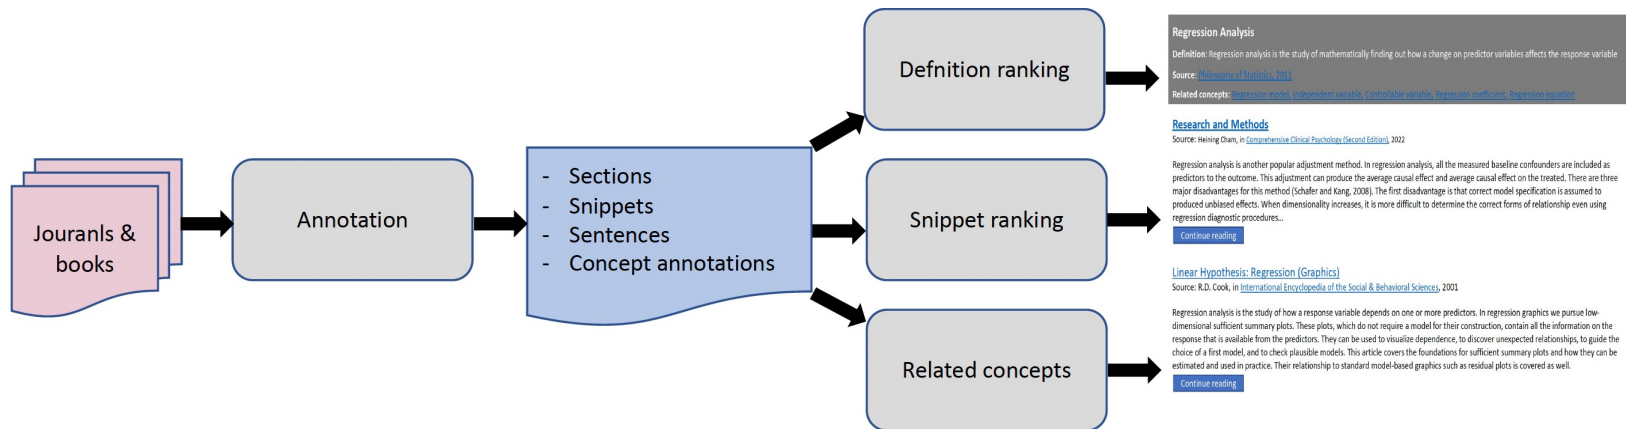 Jouranls &
books
Annotation
- Sections
- Snippets
- Sentences
- Concept annotations
Defnition ranking
Snippet ranking
Related concepts
Regression Analysis
Definition: Regression analysis is the study of mathematically finding out how a change on predictor variables affects the response variable
Source: Philosophy of Statistics, 2011
Related concepts: Regression model, Independent variable, Controllable variable, Regression coefficient, Regression equation
Research and Methods
Source: Heining Cham, in Comprehensive Clinical Psychology (Second Edition), 2022
Regression analysis is another popular adjustment method. In regression analysis, all the measured baseline confounders are included as
predictors to the outcome. This adjustment can produce the average causal effect and average causal effect on the treated. There are three
major disadvantages for this method (Schafer and Kang, 2008). The first disadvantage is that correct model specification is assumed to
produced unbiased effects. When dimensionality increases, it is more difficult to determine the correct forms of relationship even using
regression diagnostic procedures...
Continue reading
Linear Hypothesis: Regression (Graphics)
Source: R.D. Cook, in International Encyclopedia of the Social & Behavioral Sciences, 2001
Regression analysis is the study of how a response variable depends on one or more predictors. In regression graphics we pursue low-
dimensional sufficient summary plots. These plots, which do not require a model for their construction, contain all the information on the
response that is available from the predictors. They can be used to visualize dependence, to discover unexpected relationships, to guide the
choice of a first model, and to check plausible models. This article covers the foundations for sufficient summary plots and how they can be
estimated and used in practice. Their relationship to standard model-based graphics such as residual plots is covered as well.
Continue reading